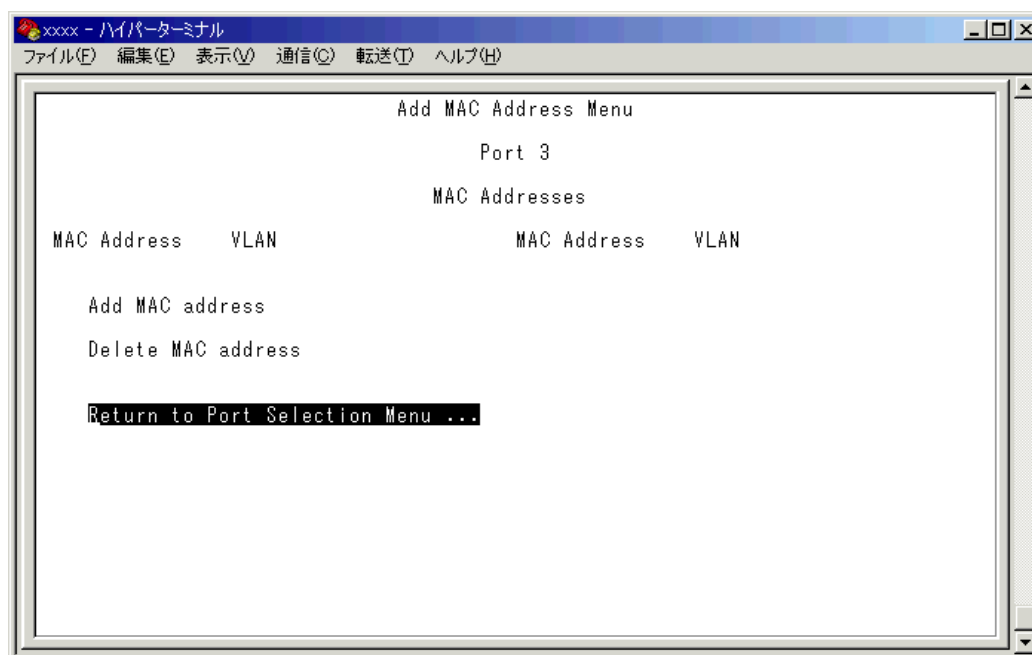 xxxx - ハイパーターミナル
ファイル(F) 編集(E) 表示(V) 通信(C) 転送(T) ヘルプ(H)
Add MAC Address Menu
Port 3
MAC Addresses
MAC Address VLAN MAC Address VLAN
Add MAC address
Delete MAC address
Return to Port Selection Menu ...